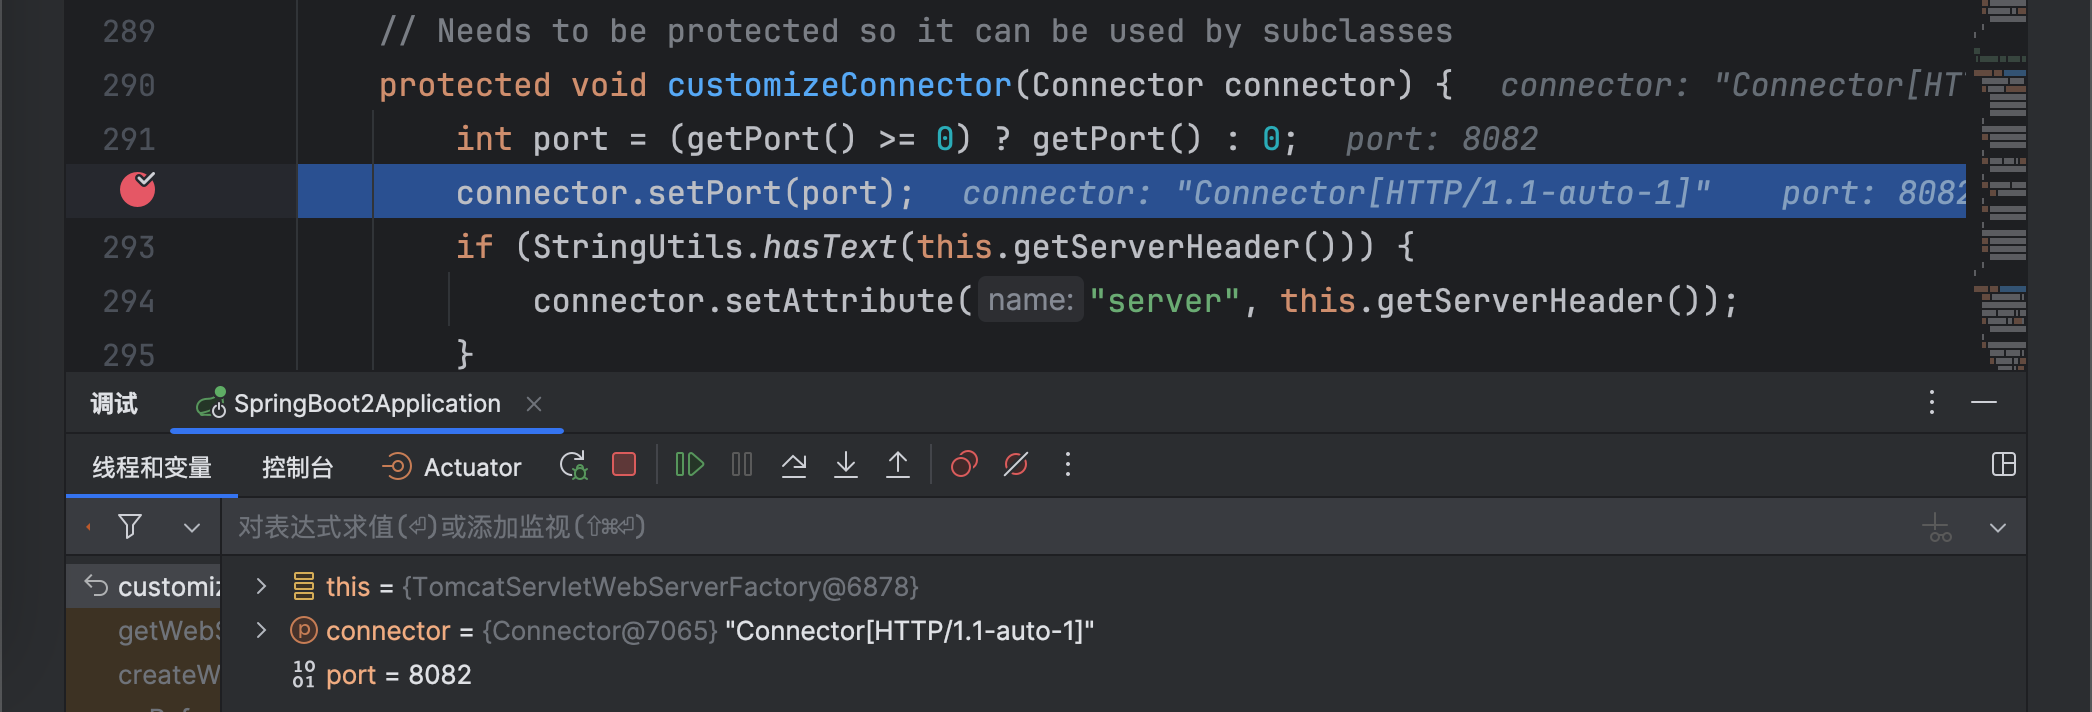 289 // Needs to be protected so it can be used by subclasses
290 protected void customizeConnector(Connector connector) { connector: "Connector[HT
291 int port = (getPort() >= 0) ? getPort() : 0; port: 8082
connector.setPort(port); connector: "Connector[HTTP/1.1-auto-1]" port: 8082
293 if (StringUtils.hasText(this.getServerHeader())) {
294 connector.setAttribute( name: "server", this.getServerHeader());
295 }
调试 SpringBoot2Application
线程和变量 控制台 Actuator
对表达式求值(⏎)或添加监视(⇧⌘⏎)
customiz
this = {TomcatServletWebServerFactory@6878}
getWebS
connector = {Connector@7065} "Connector[HTTP/1.1-auto-1]"
createW
port = 8082